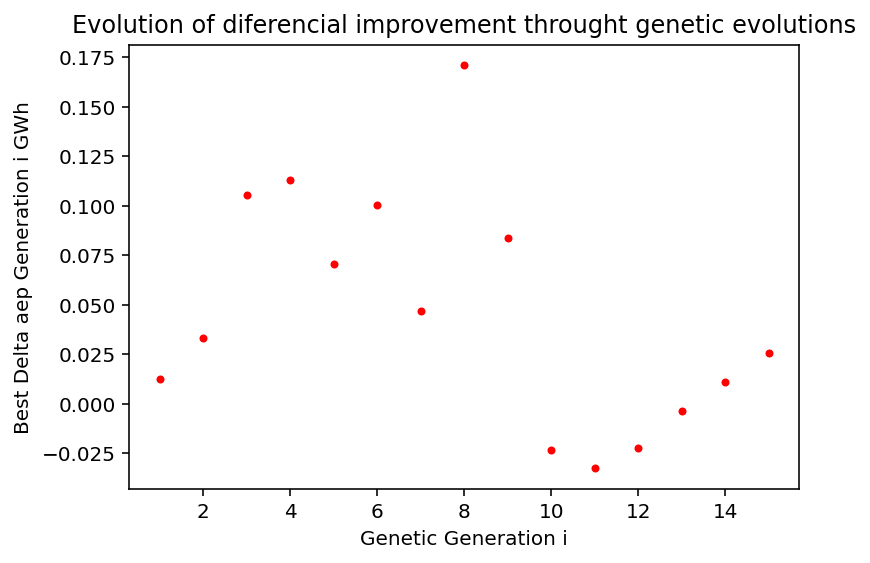 Evolution of diferencial improvement throught genetic evolutions
Best Delta aep Generation i GWh
0.175
0.150
0.125
0.100
0.075
0.050
0.025
0.000
−0.025
2 4 6 8 10 12 14
Genetic Generation i